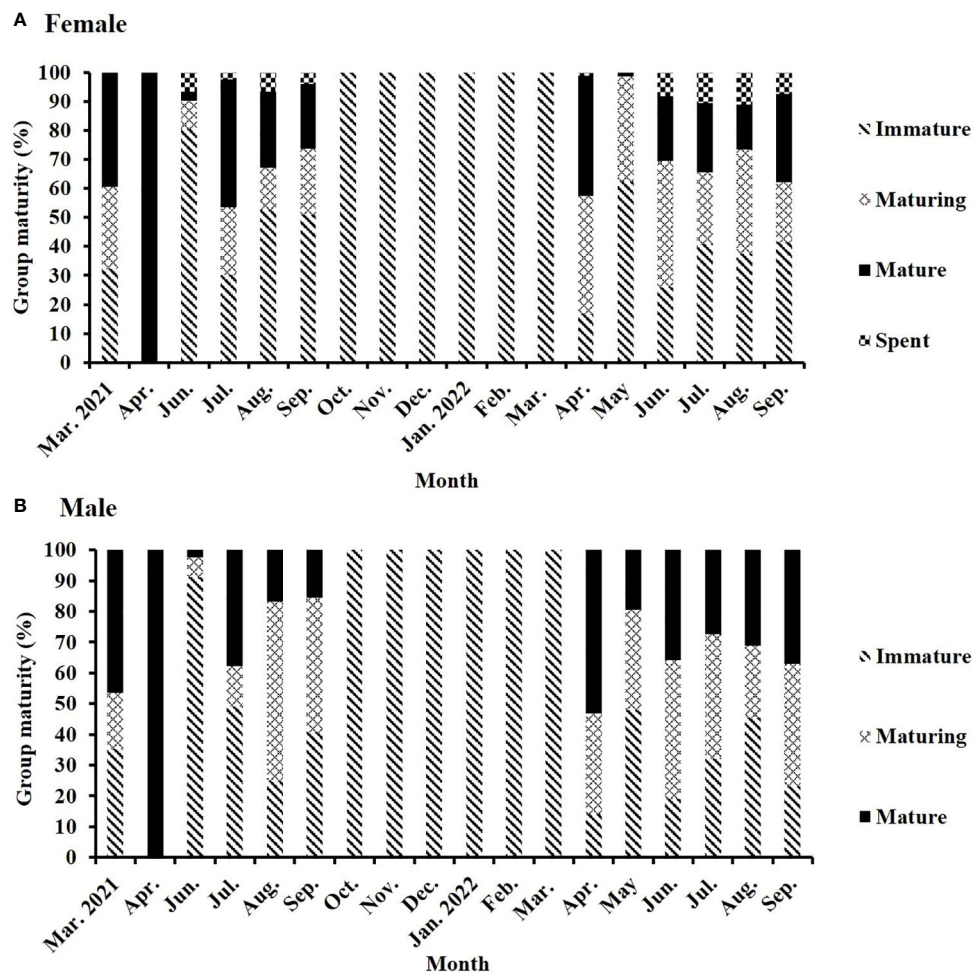 A Female
100
90
80
70
60
50
40
30
20
10
0
Group maturity (%)
Mar. 2021 Apr. Jun. Jul. Aug. Sep. Oct. Nov. Dec. Jan. 2022 Feb. Mar. Apr. May Jun. Jul. Aug. Sep.
Month
Immature
Maturing
Mature
Spent
B Male
100
90
80
70
60
50
40
30
20
10
0
Group maturity (%)
Mar. 2021 Apr. Jun. Jul. Aug. Sep. Oct. Nov. Dec. Jan. 2022 Feb. Mar. Apr. May Jun. Jul. Aug. Sep.
Month
Immature
Maturing
Mature